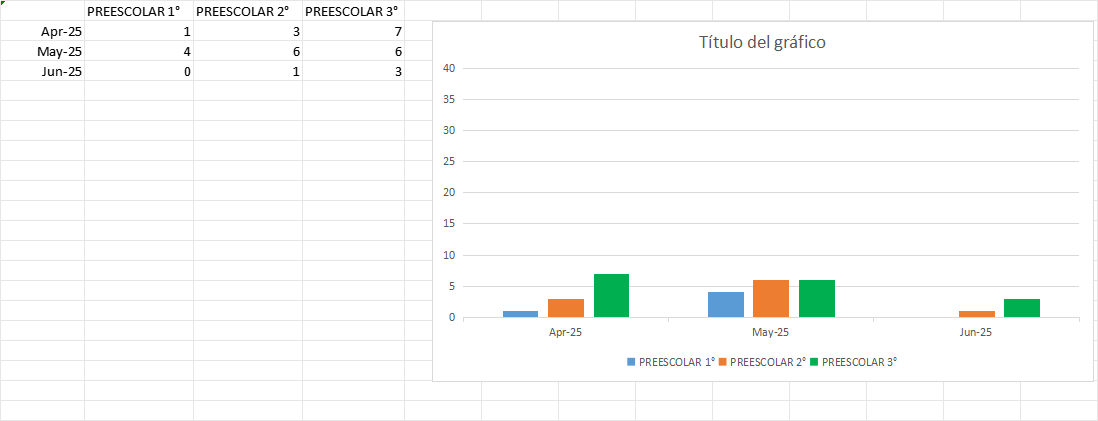 PREESCOLAR 1° PREESCOLAR 2° PREESCOLAR 3°
Apr-25 1 3 7
May-25 4 6 6
Jun-25 0 1 3
Título del gráfico
40
35
30
25
20
15
10
5
0
Apr-25 May-25 Jun-25
PREESCOLAR 1° PREESCOLAR 2° PREESCOLAR 3°